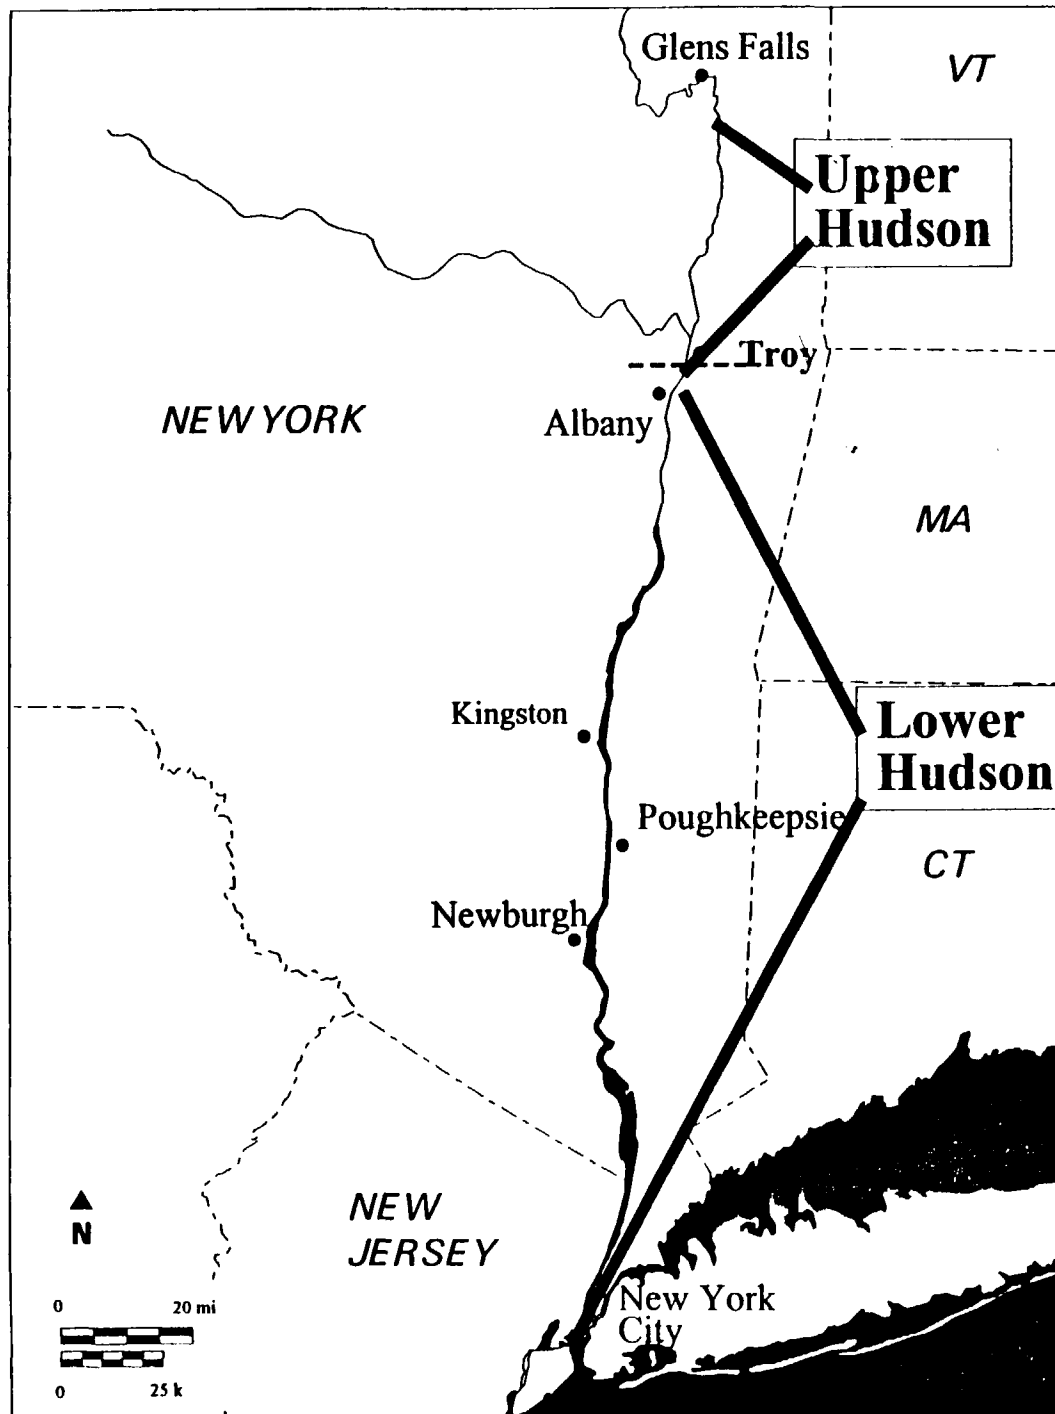 Glens Falls
VT
Upper
Hudson
Troy
Albany
NEW YORK
MA
Kingston
Lower
Hudson
Poughkeepsie
CT
Newburgh
NEW
JERSEY
N
New York
City
0 20 mi
0 25 k